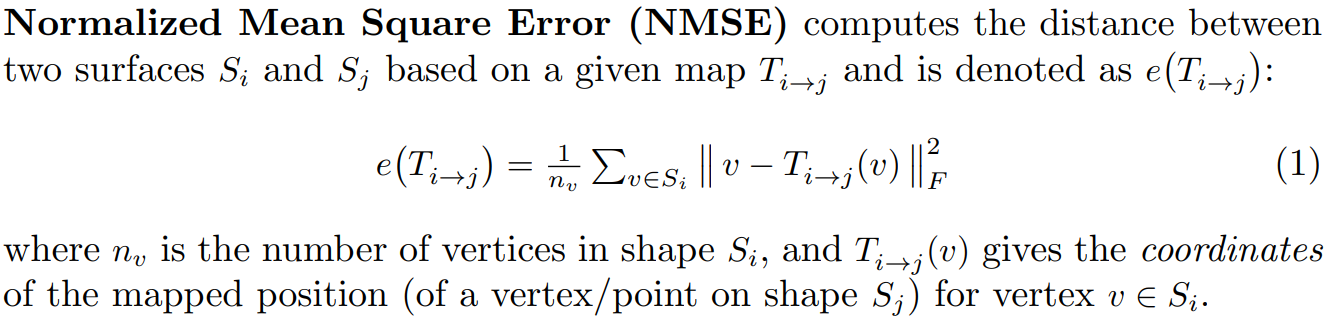 Normalized Mean Square Error (NMSE) computes the distance between
two surfaces $S_i$ and $S_j$ based on a given map $T_{i \to j}$ and is denoted as $e(T_{i \to j})$:
$e(T_{i \to j}) = \frac{1}{n_v} \sum_{v \in S_i} \| v - T_{i \to j}(v) \|_F^2$ (1)
where $n_v$ is the number of vertices in shape $S_i$, and $T_{i \to j}(v)$ gives the coordinates
of the mapped position (of a vertex/point on shape $S_j$) for vertex $v \in S_i$.